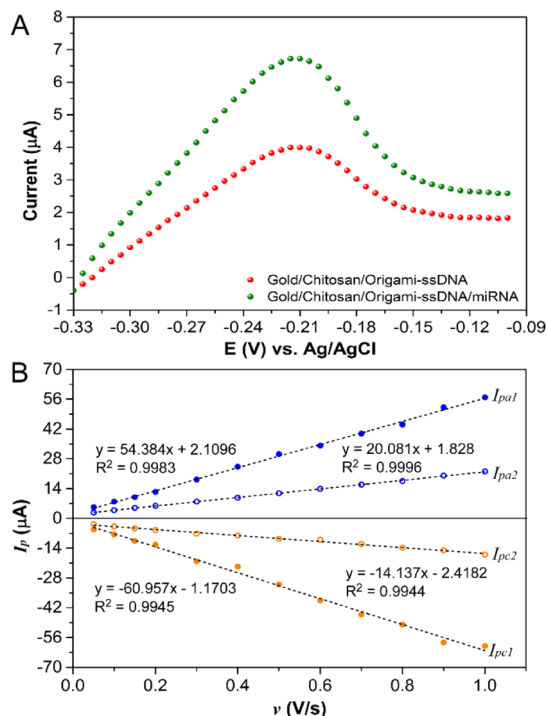 A
8
7
6
5
4
3
2
1
0
-1
Current (μA)
Gold/Chitosan/Origami-ssDNA
Gold/Chitosan/Origami-ssDNA/miRNA
-0.33 -0.30 -0.27 -0.24 -0.21 -0.18 -0.15 -0.12 -0.09
E (V) vs. Ag/AgCl
B
70
56
42
28
14
0
-14
-28
-42
-56
-70
Ip (μA)
Ipa1
y = 54.384x + 2.1096
R² = 0.9983
y = 20.081x + 1.828
R² = 0.9996
Ipa2
Ipc2
y = -60.957x - 1.1703
R² = 0.9945
y = -14.137x - 2.4182
R² = 0.9944
Ipc1
0.0 0.2 0.4 0.6 0.8 1.0
ν (V/s)